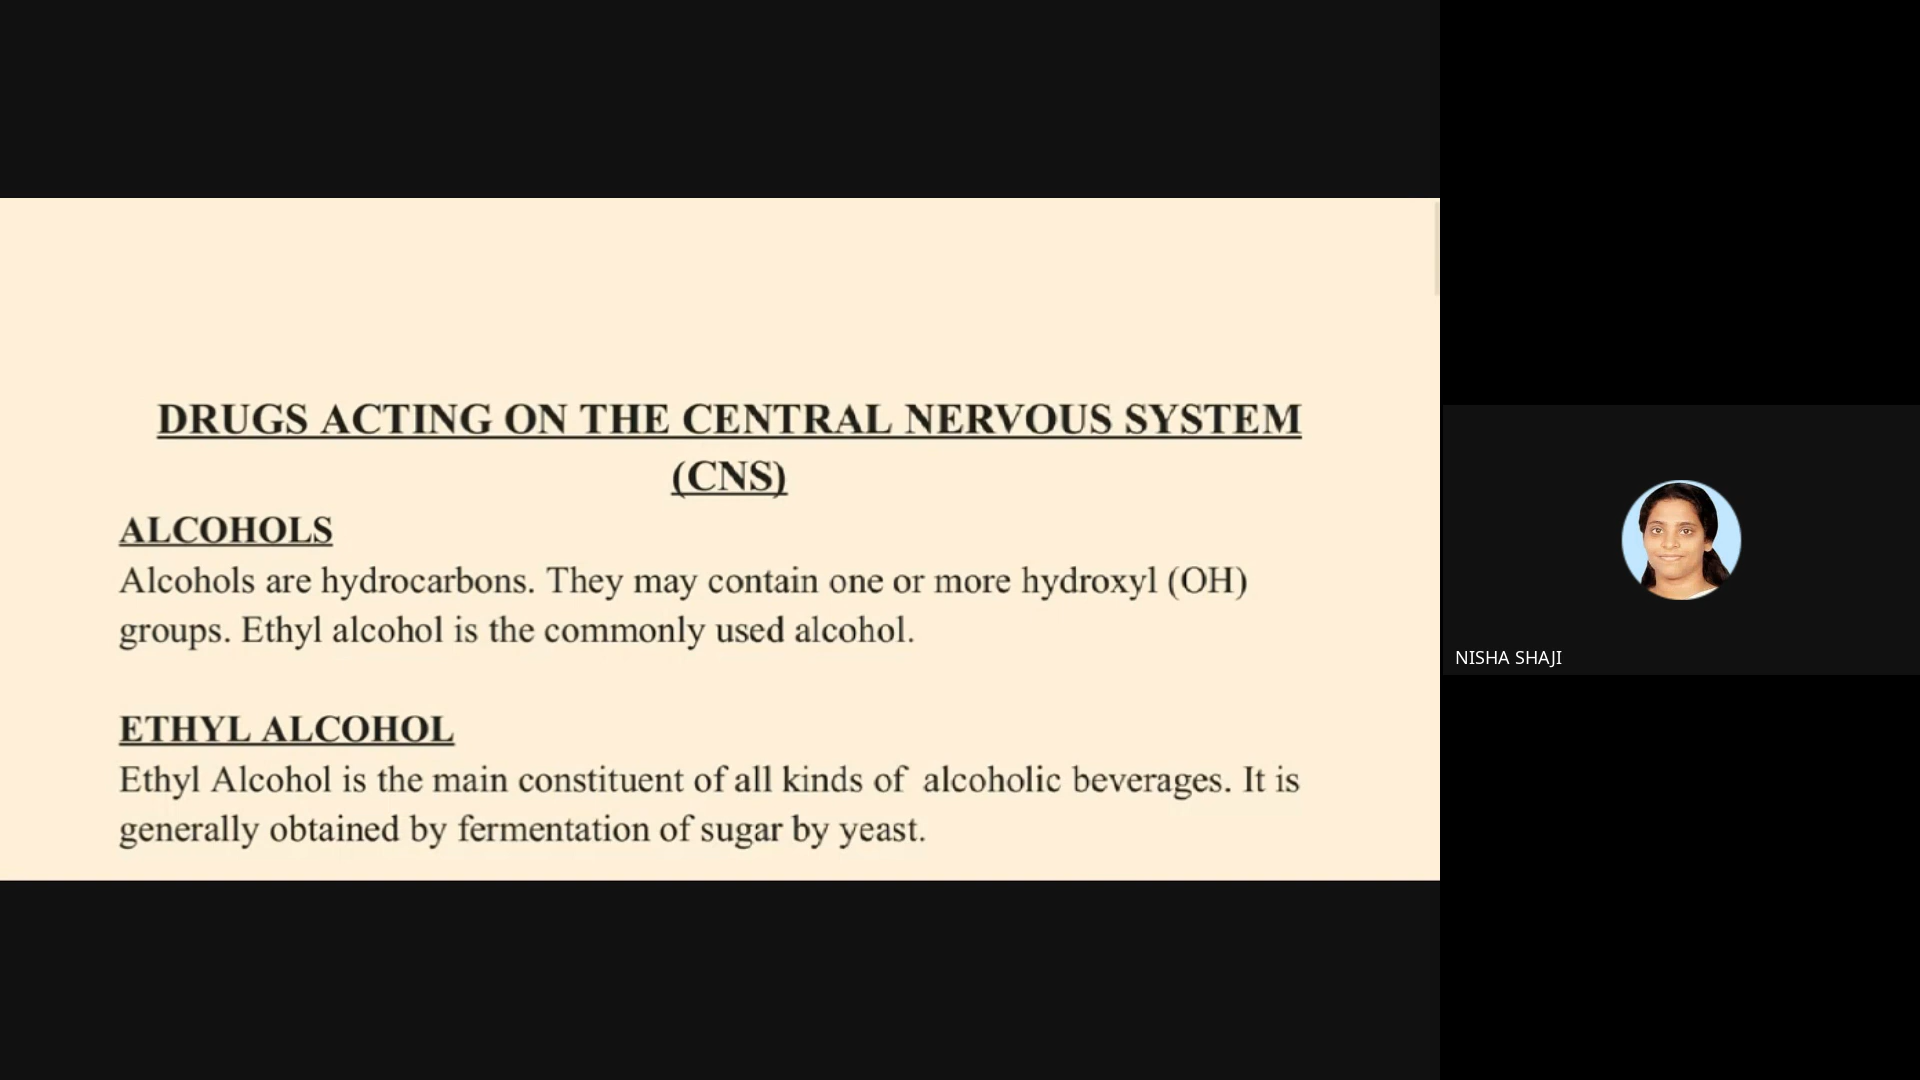 DRUGS ACTING ON THE CENTRAL NERVOUS SYSTEM
(CNS)
ALCOHOLS
Alcohols are hydrocarbons. They may contain one or more hydroxyl (OH)
groups. Ethyl alcohol is the commonly used alcohol.
ETHYL ALCOHOL
Ethyl Alcohol is the main constituent of all kinds of alcoholic beverages. It is
generally obtained by fermentation of sugar by yeast.
NISHA SHAJI